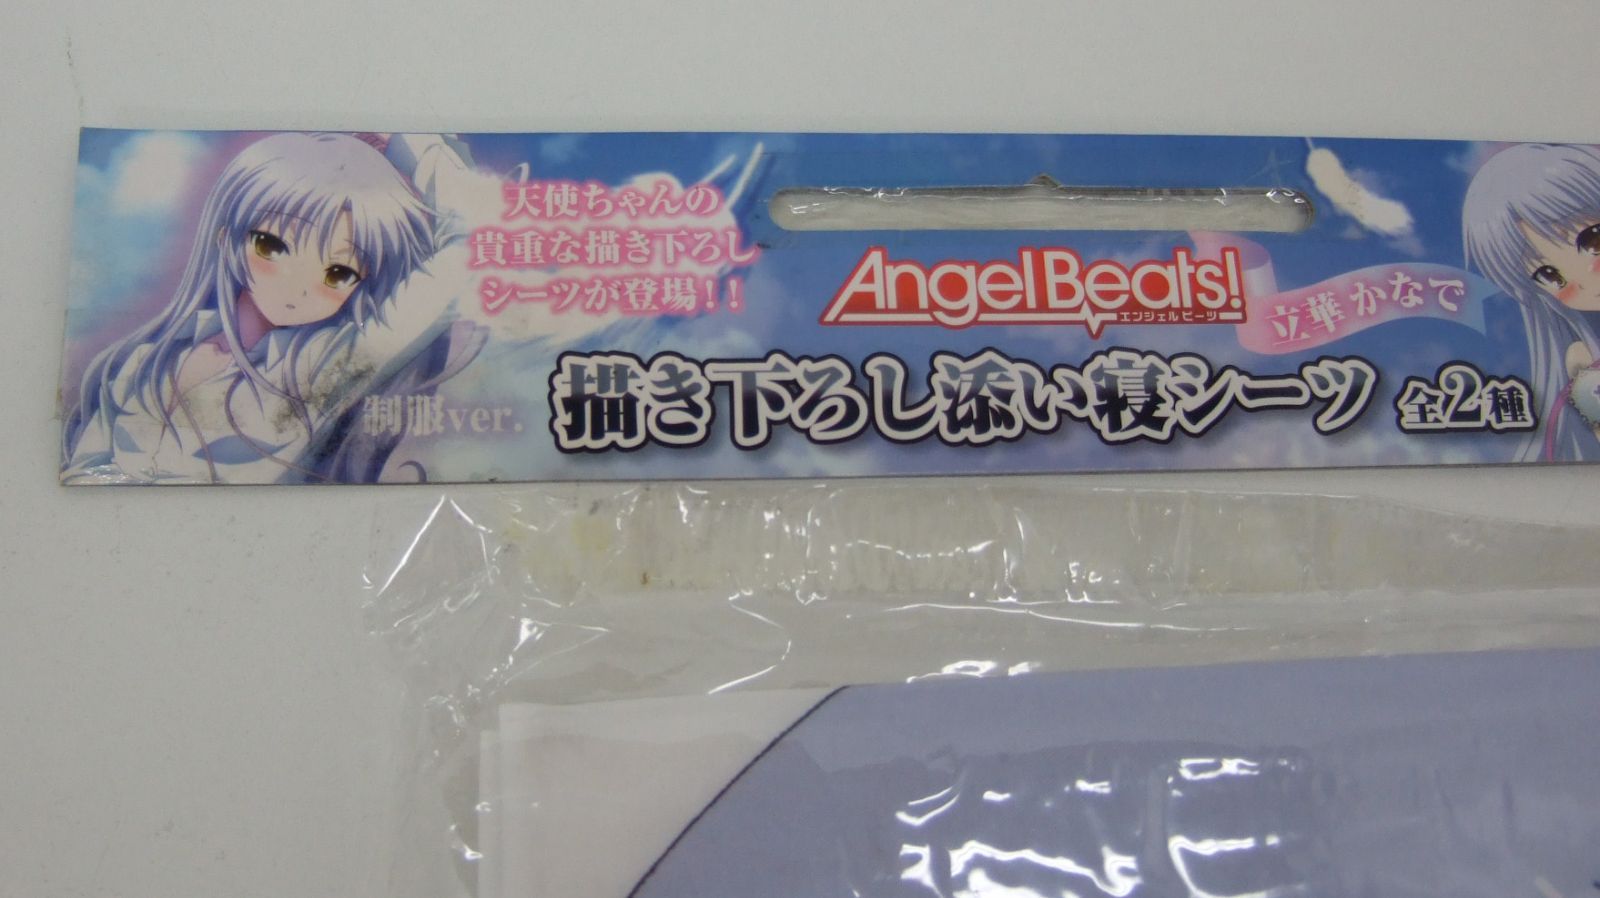 天使ちゃんの
貴重な描き下ろし
シーツが登場!!
AngelBeats!
エンジェルビーツ
立華かなで
描き下ろし添い寝シーツ 全2種
制服ver.